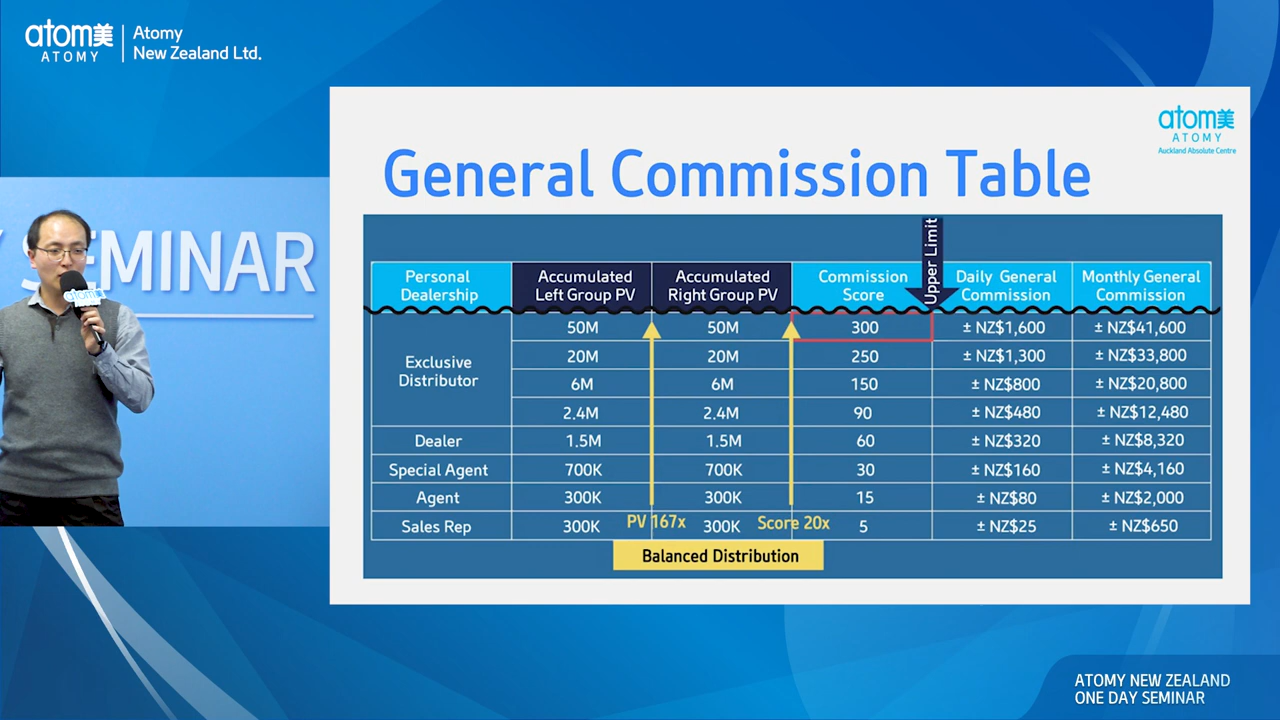 atom美
ATOMY
Atomy
New Zealand Ltd.
SEMINAR
atom美
atom美
ATOMY
Auckland Absolute Centre
General Commission Table
Upper Limit
Personal Dealership | Accumulated Left Group PV | Accumulated Right Group PV | Commission Score | Daily General Commission | Monthly General Commission
Exclusive Distributor
50M 50M 300 ± NZ$1,600 ± NZ$41,600
20M 20M 250 ± NZ$1,300 ± NZ$33,800
6M 6M 150 ± NZ$800 ± NZ$20,800
2.4M 2.4M 90 ± NZ$480 ± NZ$12,480
Dealer 1.5M 1.5M 60 ± NZ$320 ± NZ$8,320
Special Agent 700K 700K 30 ± NZ$160 ± NZ$4,160
Agent 300K 300K 15 ± NZ$80 ± NZ$2,000
Sales Rep 300K PV 167x 300K Score 20x 5 ± NZ$25 ± NZ$650
Balanced Distribution
ATOMY NEW ZEALAND
ONE DAY SEMINAR